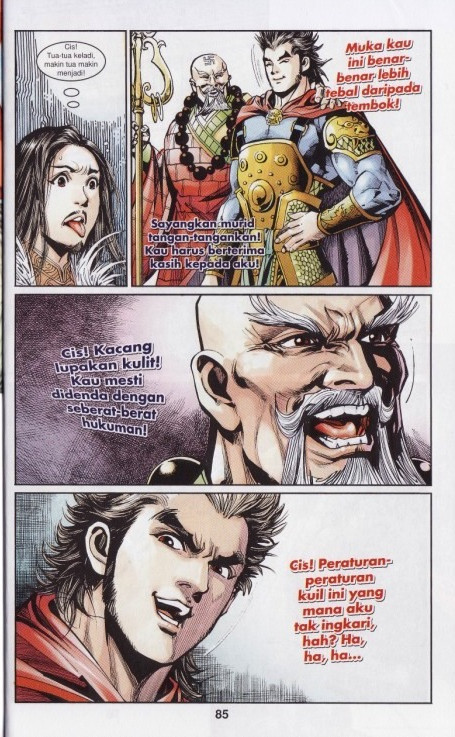 Cis!
Tua-tua keladi,
makin tua makin
menjadi!
Muka kau
ini benar-
benar lebih
tebal daripada
tembok!
Sayangkan murid
tangan-tangankan!
Kau harus berterima
kasih kepada aku!
Cis! Kacang
lupakan kulit!
Kau mesti
didenda dengan
seberat-berat
hukuman!
Cis! Peraturan-
peraturan
kuil ini yang
mana aku
tak ingkari,
hah? Ha,
ha, ha...
85